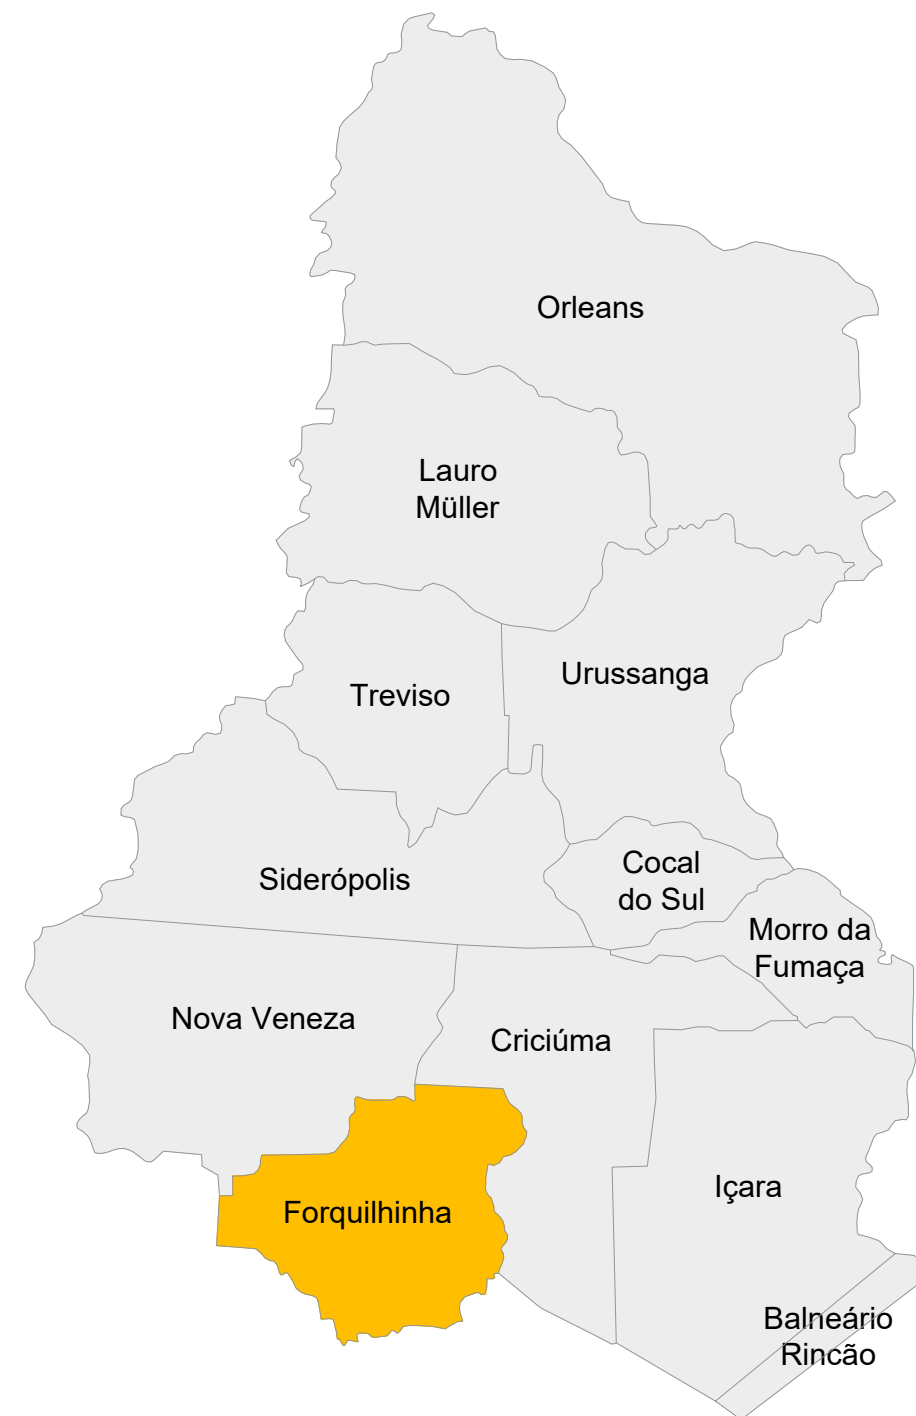 Orleans
Lauro
Müller
Urussanga
Treviso
Cocal
do Sul
Siderópolis
Morro da
Fumaça
Nova Veneza
Criciúma
Içara
Forquilhinha
Balneário
Rincão